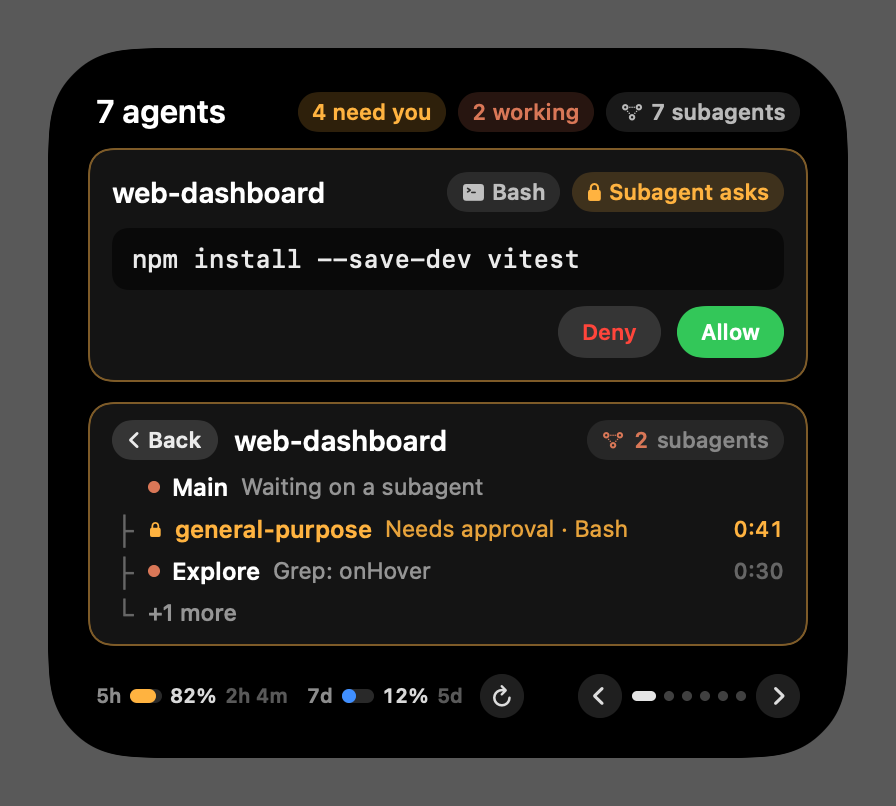 7 agents 4 need you 2 working 7 subagents
web-dashboard Bash Subagent asks
npm install --save-dev vitest
Deny Allow
Back web-dashboard 2 subagents
Main Waiting on a subagent
general-purpose Needs approval · Bash 0:41
Explore Grep: onHover 0:30
+1 more
5h 82% 2h 4m 7d 12% 5d